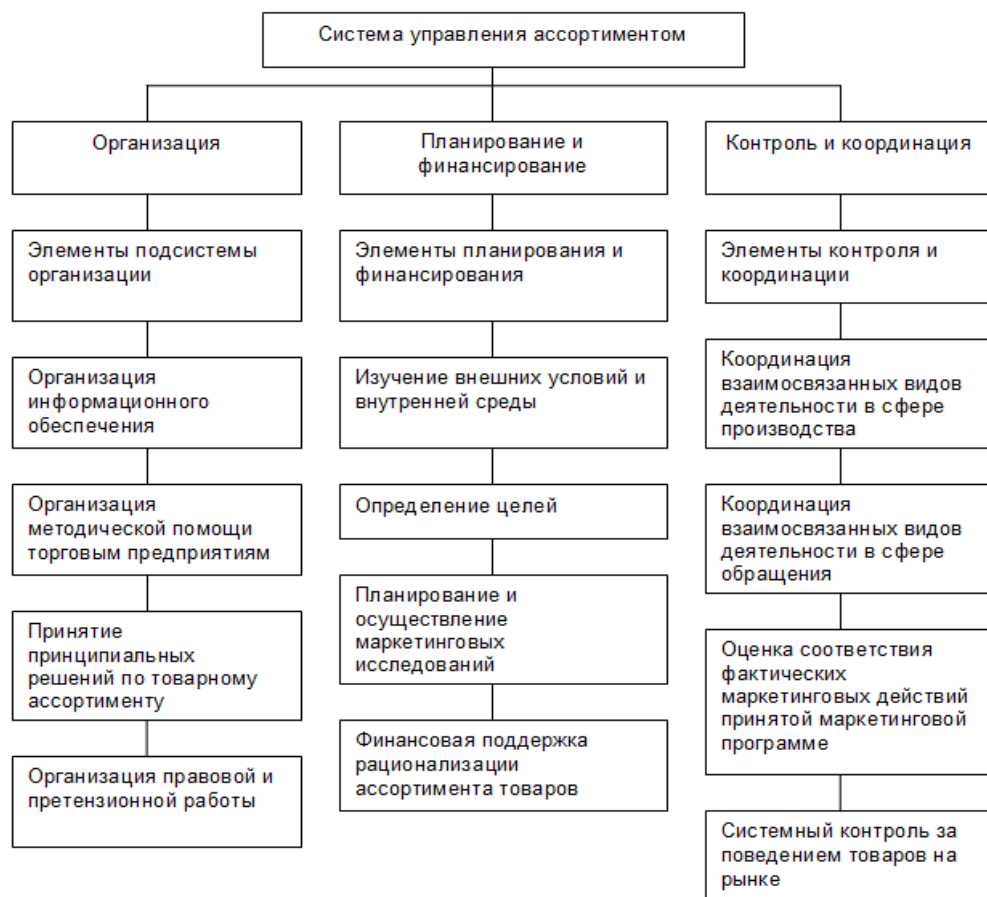 Система управления ассортиментом
Организация
Планирование и
финансирование
Контроль и координация
Элементы подсистемы
организации
Элементы планирования и
финансирования
Элементы контроля и
координации
Организация
информационного
обеспечения
Изучение внешних условий и
внутренней среды
Координация
взаимосвязанных видов
деятельности в сфере
производства
Организация
методической помощи
торговым предприятиям
Определение целей
Координация
взаимосвязанных видов
деятельности в сфере
обращения
Принятие
принципиальных
решений по товарному
ассортименту
Планирование и
осуществление
маркетинговых
исследований
Оценка соответствия
фактических
маркетинговых действий
принятой маркетинговой
программе
Организация правовой и
претензионной работы
Финансовая поддержка
рационализации
ассортимента товаров
Системный контроль за
поведением товаров на
рынке